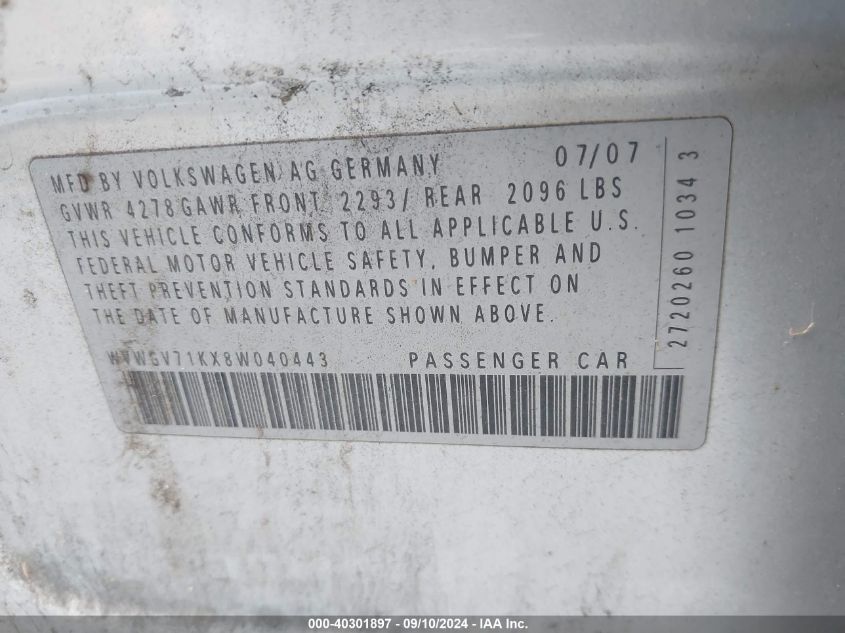 MFD BY VOLKSWAGEN AG GERMANY 07/07
GVWR 4278 GAWR FRONT 2293/ REAR 2096 LBS
THIS VEHICLE CONFORMS TO ALL APPLICABLE U.S.
FEDERAL MOTOR VEHICLE SAFETY, BUMPER AND
THEFT PREVENTION STANDARDS IN EFFECT ON
THE DATE OF MANUFACTURE SHOWN ABOVE.
WVWGV71KX8W040443 PASSENGER CAR
2720260 1034 3
000-40301897 - 09/10/2024 - IAA Inc.